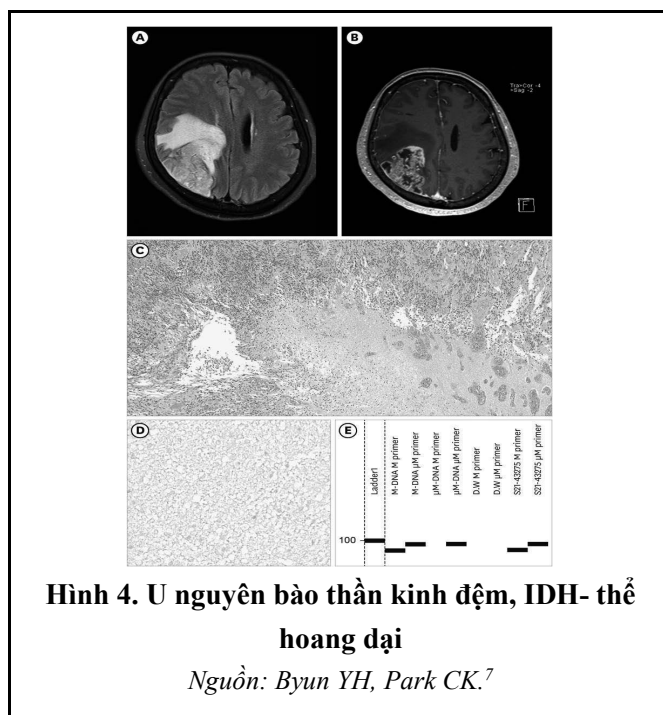 A
B
Tra>Cor -4
>Sag -2
F
C
D
E
Ladder1
M-DNA M primer
M-DNA µM primer
µM-DNA M primer
µM-DNA µM primer
D.W M primer
D.W µM primer
S21-43275 M primer
S21-43275 µM primer
100
Hình 4. U nguyên bào thần kinh đệm, IDH- thể
hoang dại
Nguồn: Byun YH, Park CK.⁷